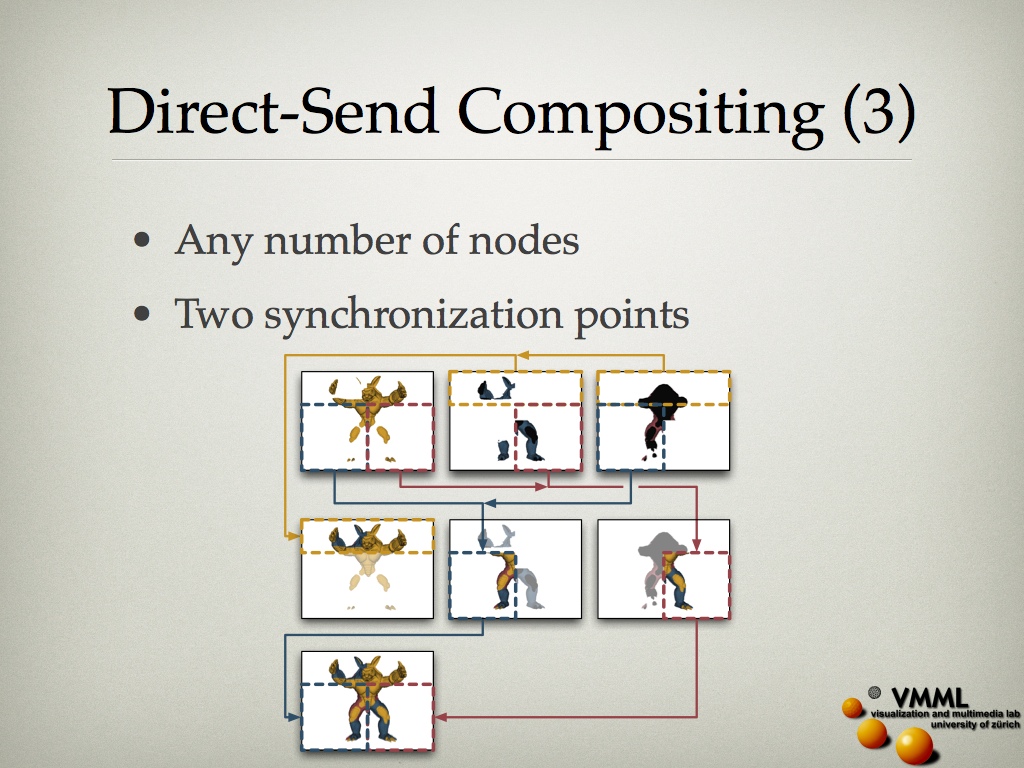 Direct-Send Compositing (3)
• Any number of nodes
• Two synchronization points
VMML
visualization and multimedia lab
university of zürich